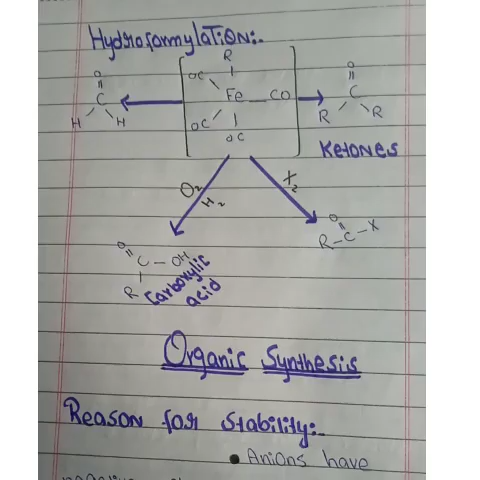 HydroformylATION:-
R
O OC O
C Fe CO C
H H OC R R
OC
KETONES
O2 X2
H2
O
O R-C-X
C-OH
R Carboxylic
acid
Organic Synthesis
Reason for Stability:-
• Anions have